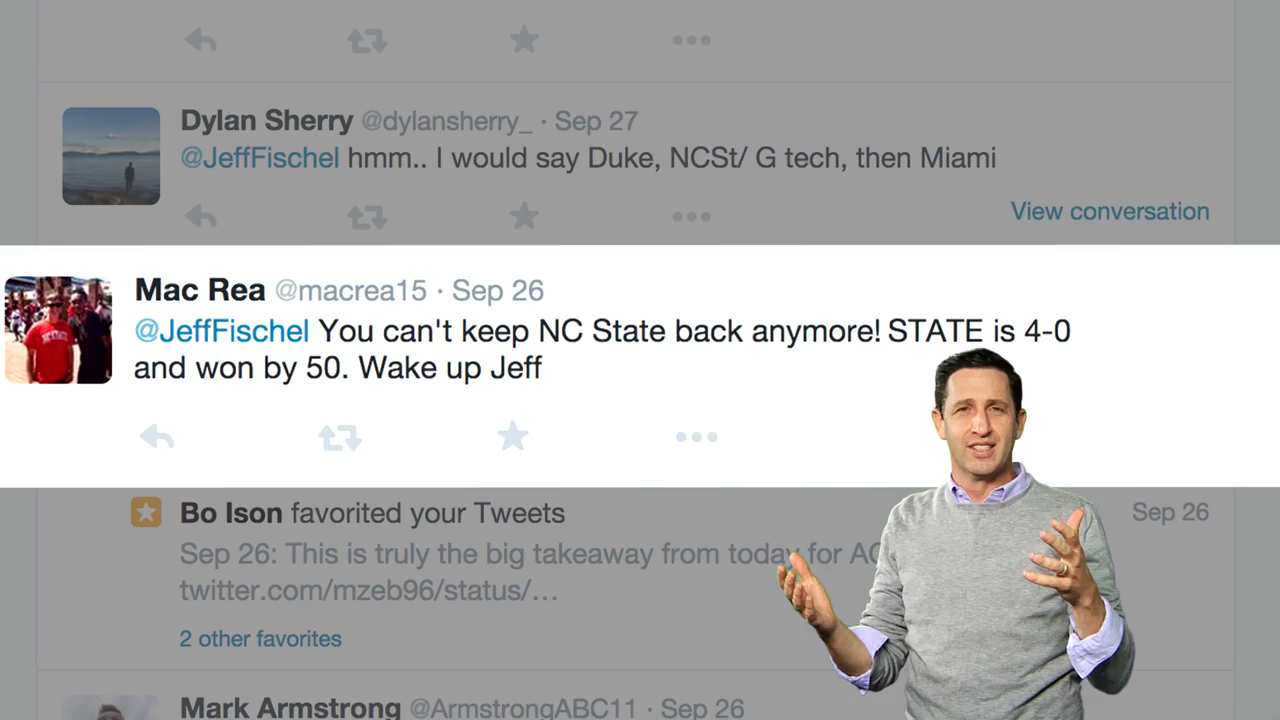 Dylan Sherry @dylansherry_ · Sep 27
@JeffFischel hmm.. I would say Duke, NCSt/ G tech, then Miami
View conversation
Mac Rea @macrea15 · Sep 26
@JeffFischel You can't keep NC State back anymore! STATE is 4-0
and won by 50. Wake up Jeff
Bo Ison favorited your Tweets Sep 26
Sep 26: This is truly the big takeaway from today for
twitter.com/mzeb96/status/…
2 other favorites
Mark Armstrong @ArmstrongABC11 · Sep 26